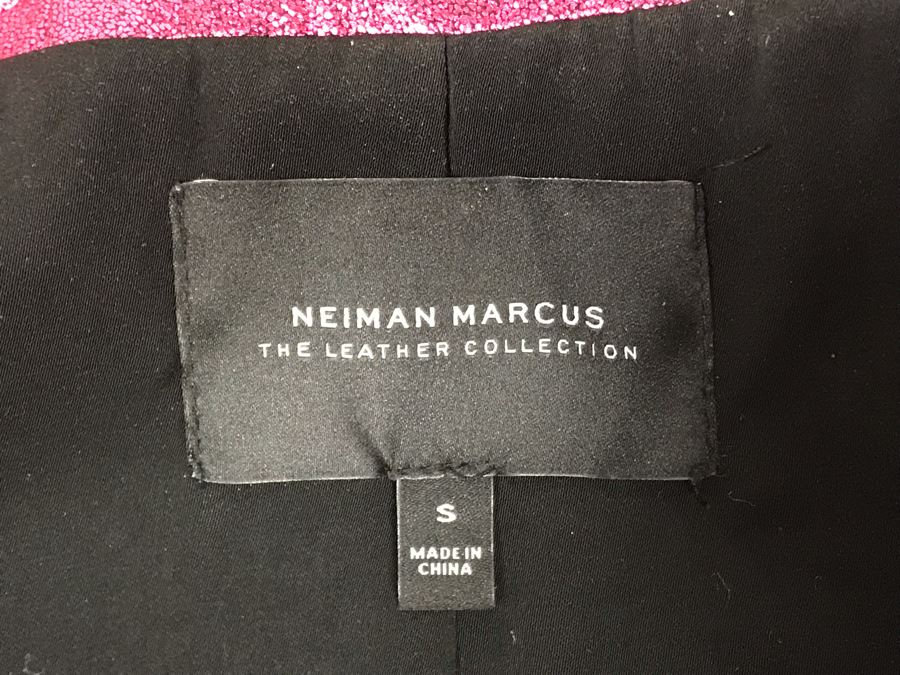 NEIMAN MARCUS
THE LEATHER COLLECTION
S
MADE IN
CHINA